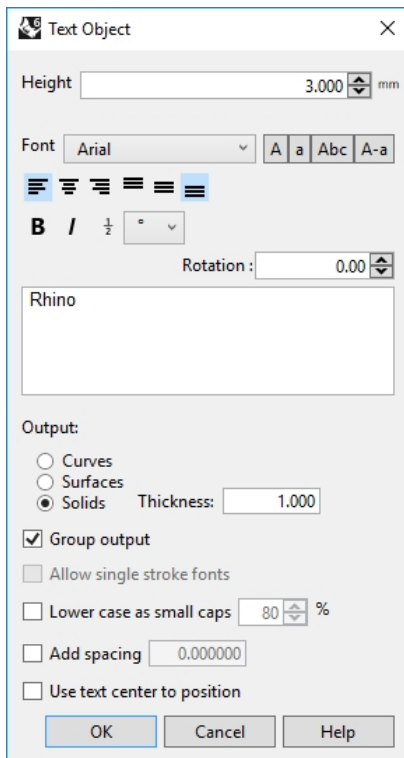 Text Object
Height 3.000 mm
Font Arial A a Abc A-a
B I ½ °
Rotation : 0.00
Rhino
Output:
Curves
Surfaces
Solids Thickness: 1.000
Group output
Allow single stroke fonts
Lower case as small caps 80 %
Add spacing 0.000000
Use text center to position
OK Cancel Help